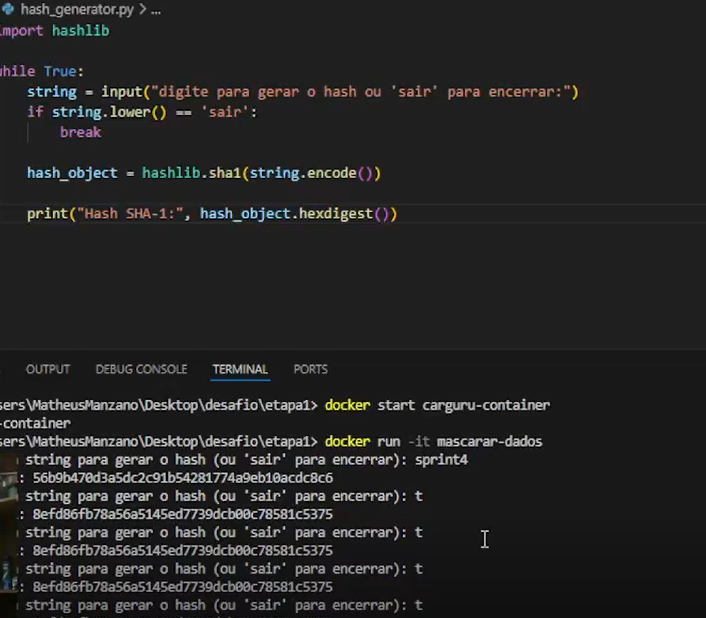 hash_generator.py > ...
import hashlib
while True:
string = input("digite para gerar o hash ou 'sair' para encerrar:")
if string.lower() == 'sair':
break
hash_object = hashlib.sha1(string.encode())
print("Hash SHA-1:", hash_object.hexdigest())
OUTPUT DEBUG CONSOLE TERMINAL PORTS
sers\MatheusManzano\Desktop\desafio\etapa1> docker start carguru-container
-container
sers\MatheusManzano\Desktop\desafio\etapa1> docker run -it mascarar-dados
string para gerar o hash (ou 'sair' para encerrar): sprint4
: 56b9b470d3a5dc2c91b54281774a9eb10acdc8c6
string para gerar o hash (ou 'sair' para encerrar): t
: 8efd86fb78a56a5145ed7739dcb00c78581c5375
string para gerar o hash (ou 'sair' para encerrar): t
: 8efd86fb78a56a5145ed7739dcb00c78581c5375
string para gerar o hash (ou 'sair' para encerrar): t
: 8efd86fb78a56a5145ed7739dcb00c78581c5375
string para gerar o hash (ou 'sair' para encerrar): t